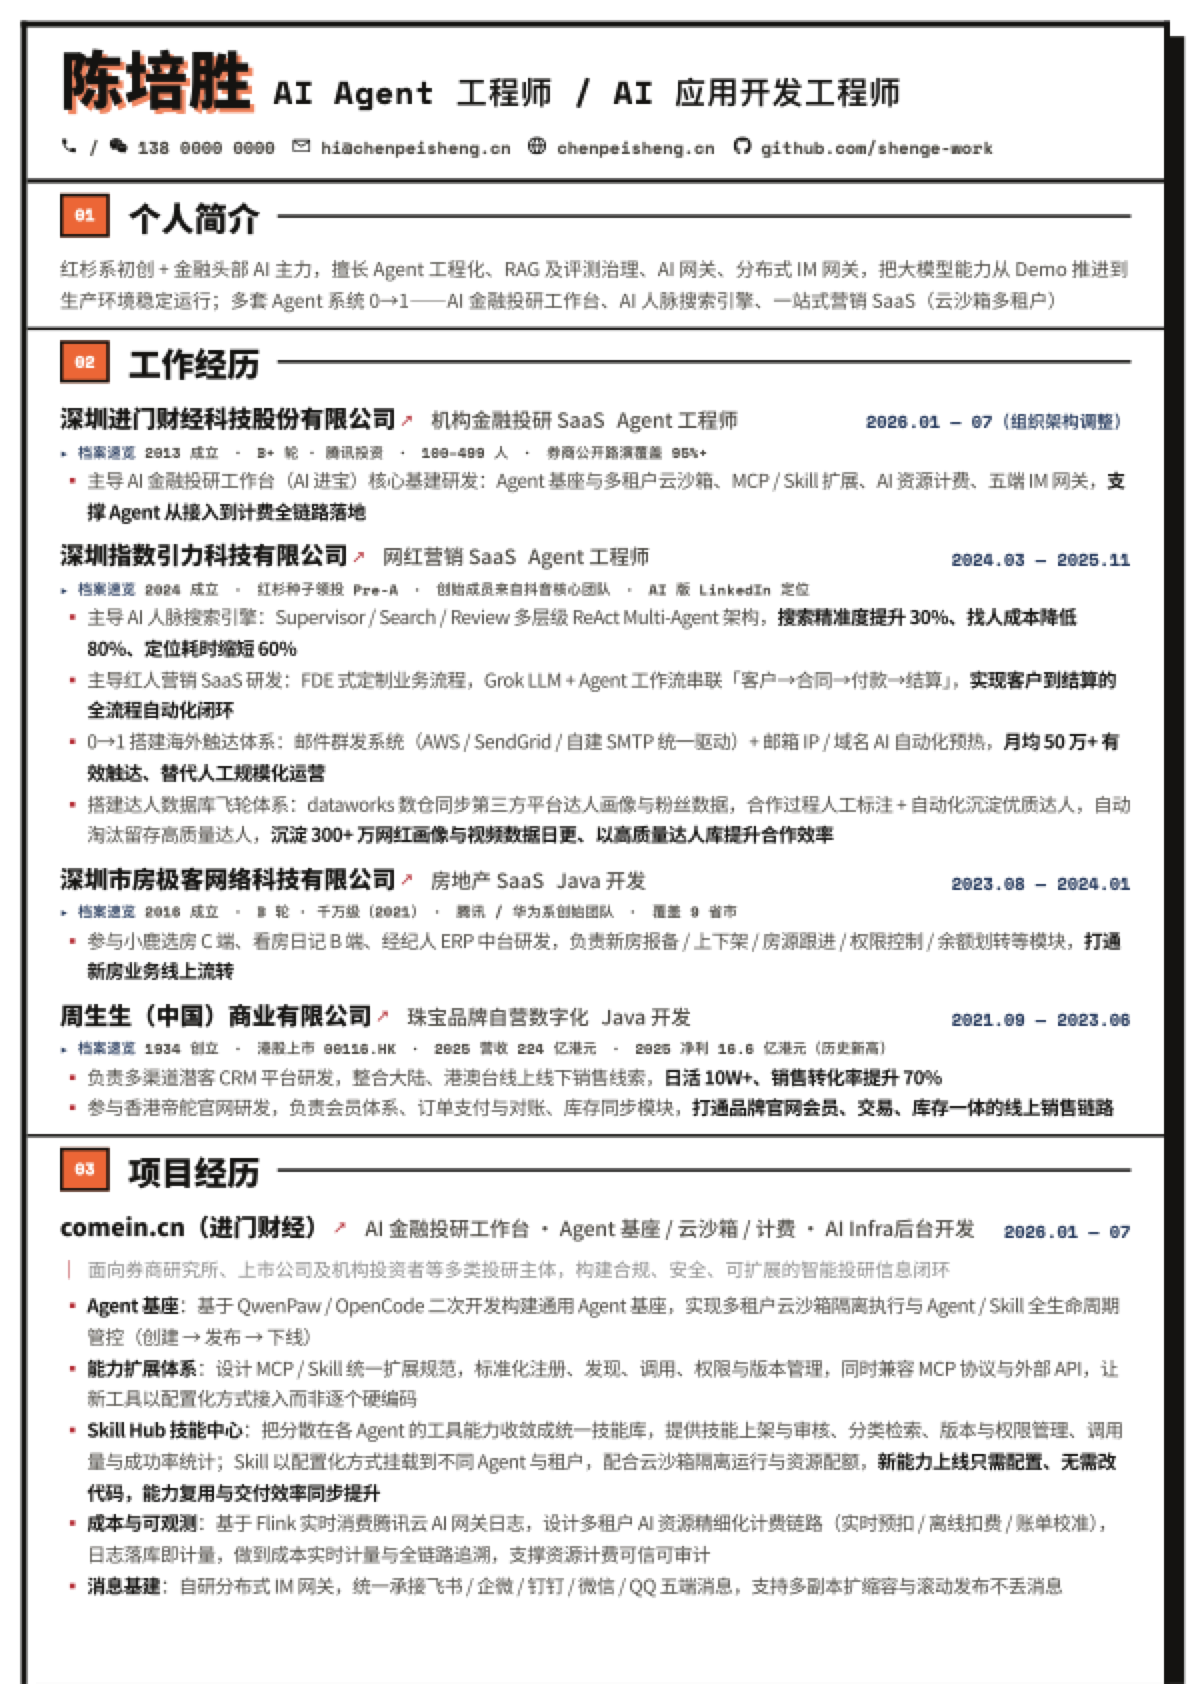 陈培胜 AI Agent 工程师 / AI 应用开发工程师
/ 138 0000 0000 hi@chenpeisheng.cn chenpeisheng.cn github.com/shenge-work
01 个人简介
红杉系初创 + 金融头部 AI 主力，擅长 Agent 工程化、RAG 及评测治理、AI 网关、分布式 IM 网关，把大模型能力从 Demo 推进到
生产环境稳定运行；多套 Agent 系统 0→1——AI 金融投研工作台、AI 人脉搜索引擎、一站式营销 SaaS（云沙箱多租户）
02 工作经历
深圳进门财经科技股份有限公司↗ 机构金融投研 SaaS Agent 工程师 2026.01 – 07（组织架构调整）
▸ 档案速览 2013 成立 · B+ 轮 · 腾讯投资 · 100-499 人 · 券商公开路演覆盖 95%+
▪ 主导 AI 金融投研工作台（AI 进宝）核心基建研发：Agent 基座与多租户云沙箱、MCP / Skill 扩展、AI 资源计费、五端 IM 网关，支
撑 Agent 从接入到计费全链路落地
深圳指数引力科技有限公司↗ 网红营销 SaaS Agent 工程师 2024.03 – 2025.11
▸ 档案速览 2024 成立 · 红杉种子领投 Pre-A · 创始成员来自抖音核心团队 · AI 版 LinkedIn 定位
▪ 主导 AI 人脉搜索引擎：Supervisor / Search / Review 多层级 ReAct Multi-Agent 架构，搜索精准度提升 30%、找人成本降低
80%、定位耗时缩短 60%
▪ 主导红人营销 SaaS 研发：FDE 式定制业务流程，Grok LLM + Agent 工作流串联「客户→合同→付款→结算」，实现客户到结算的
全流程自动化闭环
▪ 0→1 搭建海外触达体系：邮件群发系统（AWS / SendGrid / 自建 SMTP 统一驱动）+ 邮箱 IP / 域名 AI 自动化预热，月均 50 万+ 有
效触达、替代人工规模化运营
▪ 搭建达人数据库飞轮体系：dataworks 数仓同步第三方平台达人画像与粉丝数据，合作过程人工标注 + 自动化沉淀优质达人，自动
淘汰留存高质量达人，沉淀 300+ 万网红画像与视频数据日更、以高质量达人库提升合作效率
深圳市房极客网络科技有限公司↗ 房地产 SaaS Java 开发 2023.08 – 2024.01
▸ 档案速览 2016 成立 · B 轮 · 千万级（2021） · 腾讯 / 华为系创始团队 · 覆盖 9 省市
▪ 参与小鹿选房 C 端、看房日记 B 端、经纪人 ERP 中台研发，负责新房报备 / 上下架 / 房源跟进 / 权限控制 / 余额划转等模块，打通
新房业务线上流转
周生生（中国）商业有限公司↗ 珠宝品牌自营数字化 Java 开发 2021.09 – 2023.06
▸ 档案速览 1934 创立 · 港股上市 00116.HK · 2025 营收 224 亿港元 · 2025 净利 16.6 亿港元（历史新高）
▪ 负责多渠道潜客 CRM 平台研发，整合大陆、港澳台线上线下销售线索，日活 10W+、销售转化率提升 70%
▪ 参与香港帝舵官网研发，负责会员体系、订单支付与对账、库存同步模块，打通品牌官网会员、交易、库存一体的线上销售链路
03 项目经历
comein.cn（进门财经）↗ AI 金融投研工作台 · Agent 基座 / 云沙箱 / 计费 · AI Infra后台开发 2026.01 – 07
面向券商研究所、上市公司及机构投资者等多类投研主体，构建合规、安全、可扩展的智能投研信息闭环
▪ Agent 基座：基于 QwenPaw / OpenCode 二次开发构建通用 Agent 基座，实现多租户云沙箱隔离执行与 Agent / Skill 全生命周期
管控（创建 → 发布 → 下线）
▪ 能力扩展体系：设计 MCP / Skill 统一扩展规范，标准化注册、发现、调用、权限与版本管理，同时兼容 MCP 协议与外部 API，让
新工具以配置化方式接入而非逐个硬编码
▪ Skill Hub 技能中心：把分散在各 Agent 的工具能力收敛成统一技能库，提供技能上架与审核、分类检索、版本与权限管理、调用
量与成功率统计；Skill 以配置化方式挂载到不同 Agent 与租户，配合云沙箱隔离运行与资源配额，新能力上线只需配置、无需改
代码，能力复用与交付效率同步提升
▪ 成本与可观测：基于 Flink 实时消费腾讯云 AI 网关日志，设计多租户 AI 资源精细化计费链路（实时预扣 / 离线扣费 / 账单校准），
日志落库即计量，做到成本实时计量与全链路追溯，支撑资源计费可信可审计
▪ 消息基建：自研分布式 IM 网关，统一承接飞书 / 企微 / 钉钉 / 微信 / QQ 五端消息，支持多副本扩缩容与滚动发布不丢消息